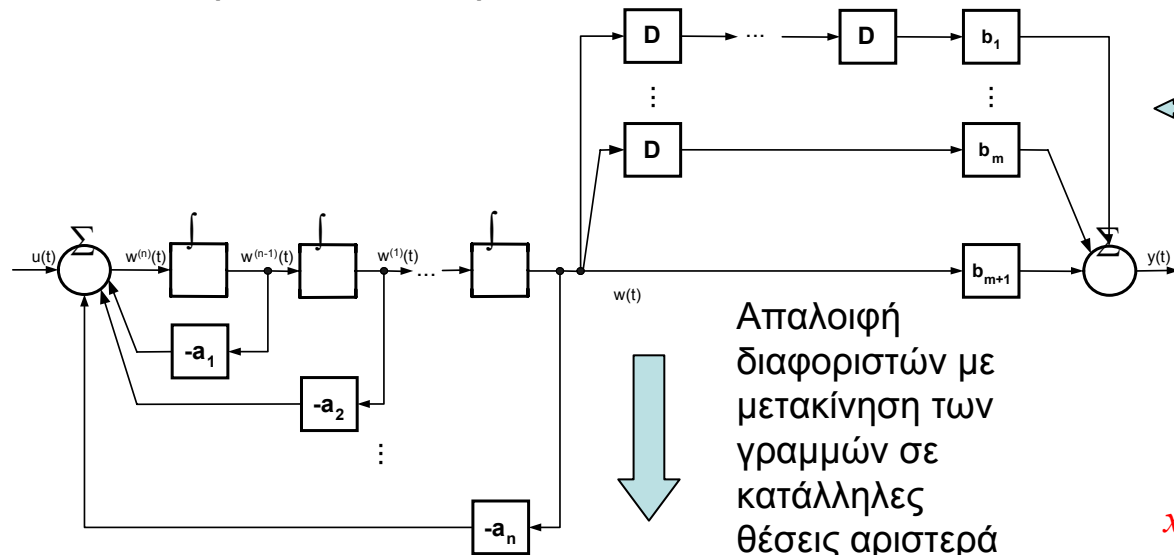 D ... D b1
⋮ ⋮
D bm
∫ ∫ ∫
u(t) Σ w(n)(t) w(n-1)(t) w(1)(t) ... w(t) bm+1 Σ y(t)
-a1
-a2
⋮
-an
Απαλοιφή
διαφοριστών με
μετακίνηση των
γραμμών σε
κατάλληλες
θέσεις αριστερά
x